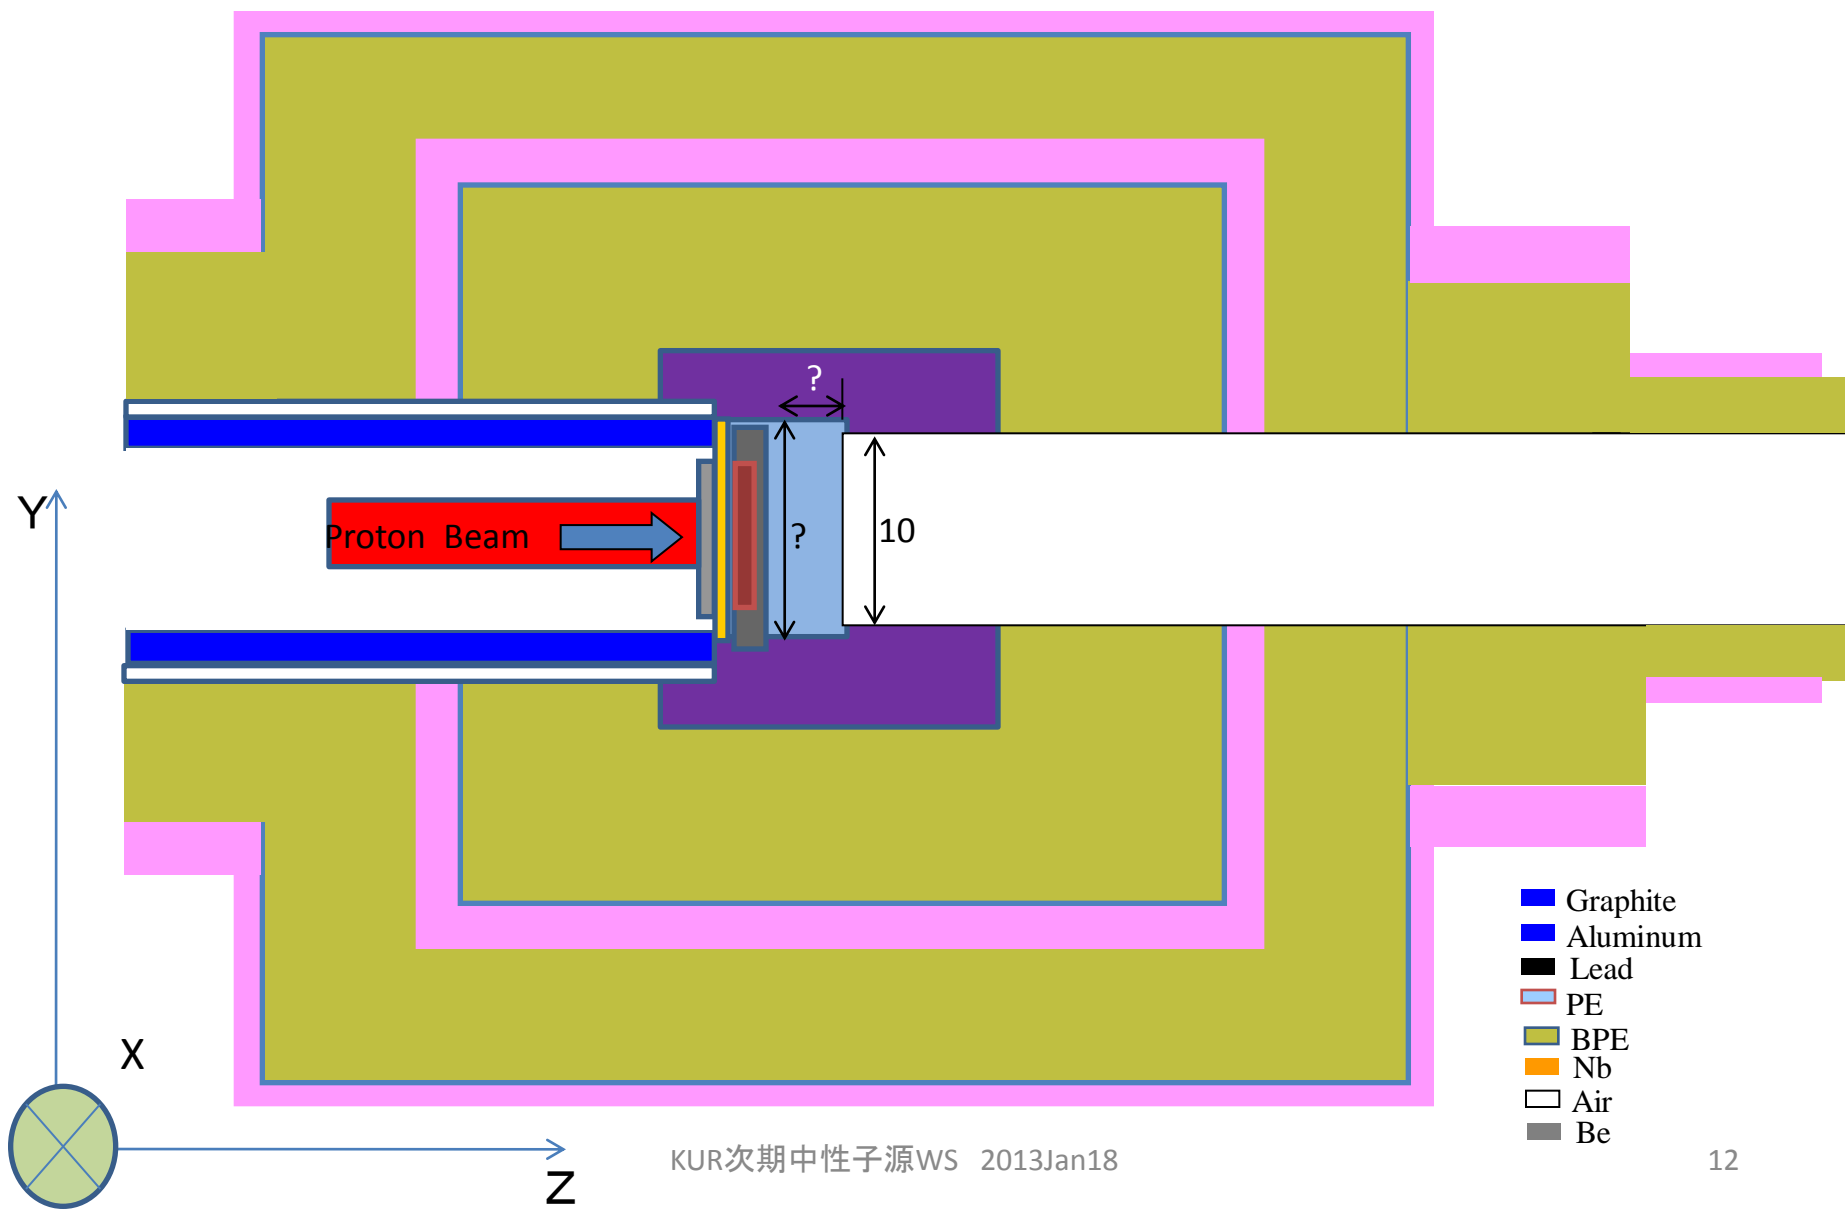 ?
Y
Proton Beam
?
10
Graphite
Aluminum
Lead
PE
BPE
Nb
Air
Be
X
Z
KUR次期中性子源WS 2013Jan18
12